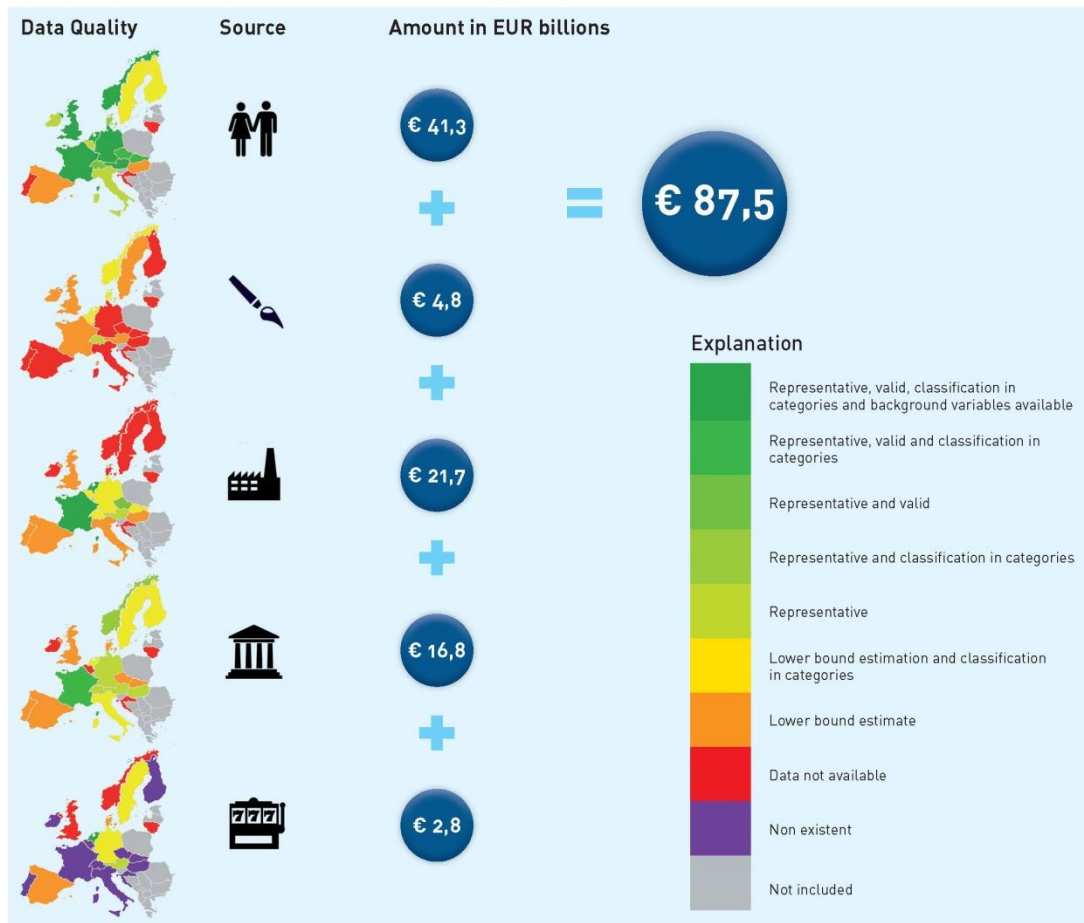 Data Quality
Source
Amount in EUR billions
€ 41,3
€ 87,5
€ 4,8
€ 21,7
€ 16,8
777
€ 2,8
Explanation
Representative, valid, classification in
categories and background variables available
Representative, valid and classification in
categories
Representative and valid
Representative and classification in categories
Representative
Lower bound estimation and classification
in categories
Lower bound estimate
Data not available
Non existent
Not included